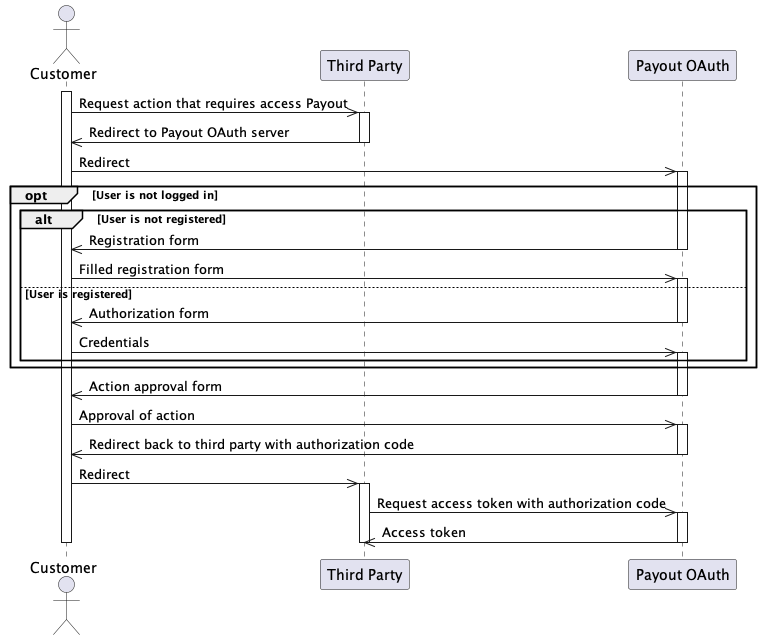 Customer
Third Party
Payout OAuth
Request action that requires access Payout
Redirect to Payout OAuth server
Redirect
opt
[User is not logged in]
alt
[User is not registered]
Registration form
Filled registration form
[User is registered]
Authorization form
Credentials
Action approval form
Approval of action
Redirect back to third party with authorization code
Redirect
Request access token with authorization code
Access token
Customer
Third Party
Payout OAuth